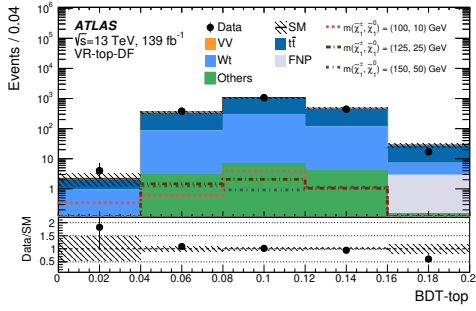 ATLAS
√s=13 TeV, 139 fb⁻¹
VR-top-DF
Data
SM
VV
tt̄
Wt
FNP
Others
m(χ̃₁^±, χ̃₁^0) = (100, 10) GeV
m(χ̃₁^±, χ̃₁^0) = (125, 25) GeV
m(χ̃₁^±, χ̃₁^0) = (150, 50) GeV
Events / 0.04
10⁶
10⁵
10⁴
10³
10²
10
1
Data/SM
2
1.5
1
0.5
0 0.02 0.04 0.06 0.08 0.1 0.12 0.14 0.16 0.18 0.2
BDT-top